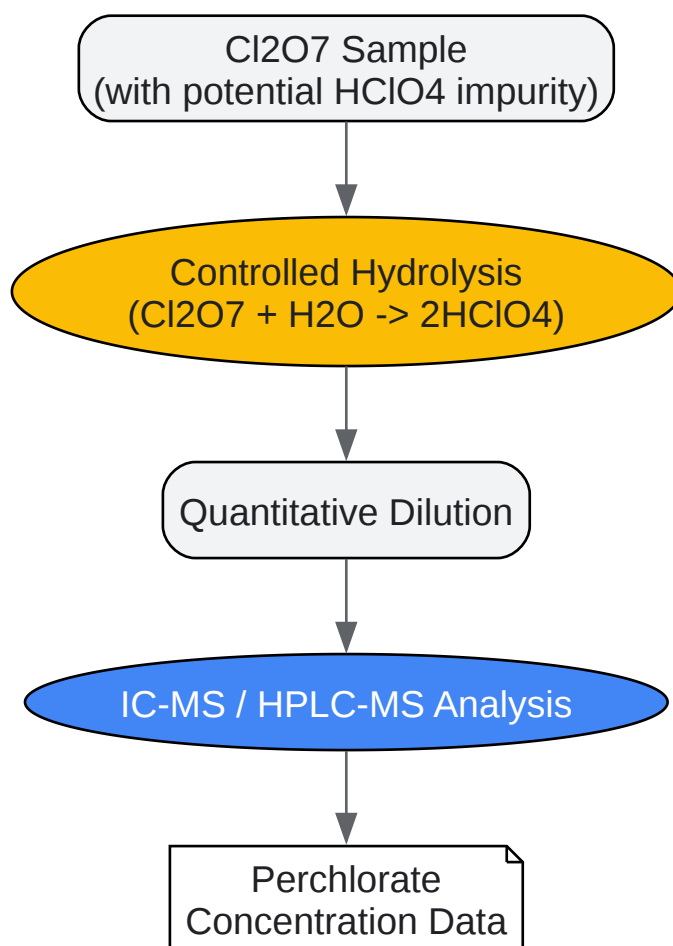 Cl2O7 Sample
(with potential HClO4 impurity)
Controlled Hydrolysis
(Cl2O7 + H2O -> 2HClO4)
Quantitative Dilution
IC-MS / HPLC-MS Analysis
Perchlorate
Concentration Data